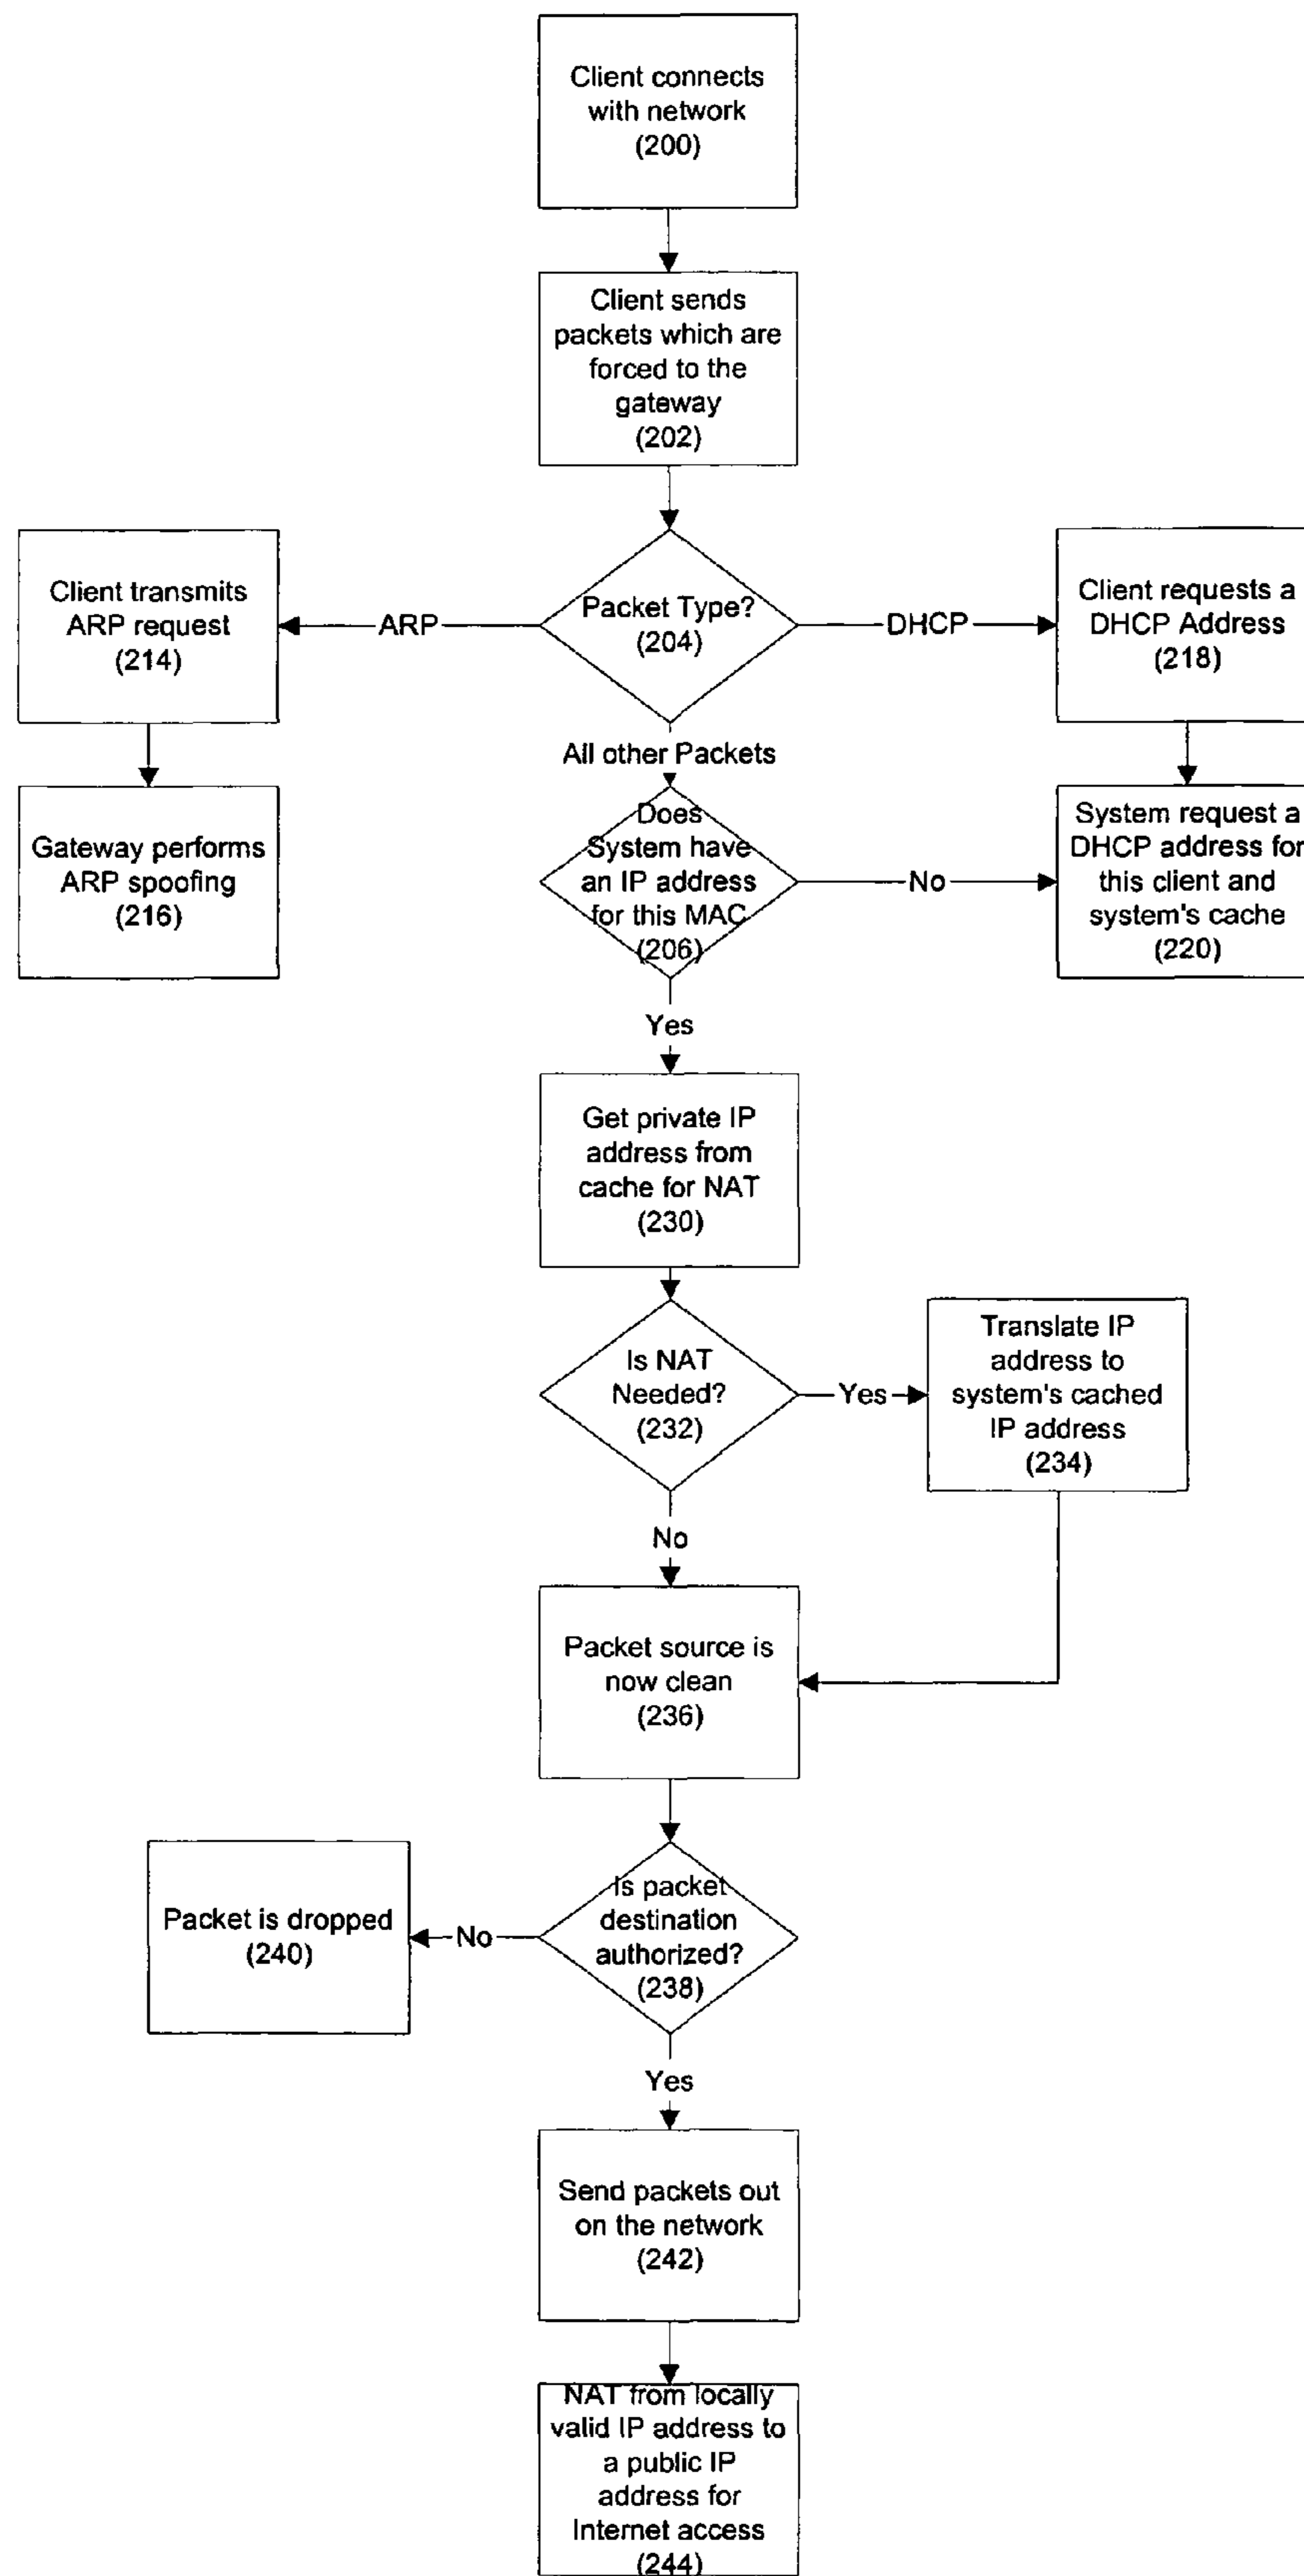 Client connects
with network
(200)
Client sends
packets which are
forced to the
gateway
(202)
Packet Type?
(204)
ARP
DHCP
Client transmits
ARP request
(214)
Client requests a
DHCP Address
(218)
All other Packets
Gateway performs
ARP spoofing
(216)
Does
System have
an IP address
for this MAC
(206)
No
System request a
DHCP address for
this client and
system's cache
(220)
Yes
Get private IP
address from
cache for NAT
(230)
Is NAT
Needed?
(232)
Yes
Translate IP
address to
system's cached
IP address
(234)
No
Packet source is
now clean
(236)
Is packet
destination
authorized?
(238)
No
Packet is dropped
(240)
Yes
Send packets out
on the network
(242)
NAT from locally
valid IP address to
a public IP
address for
Internet access
(244)